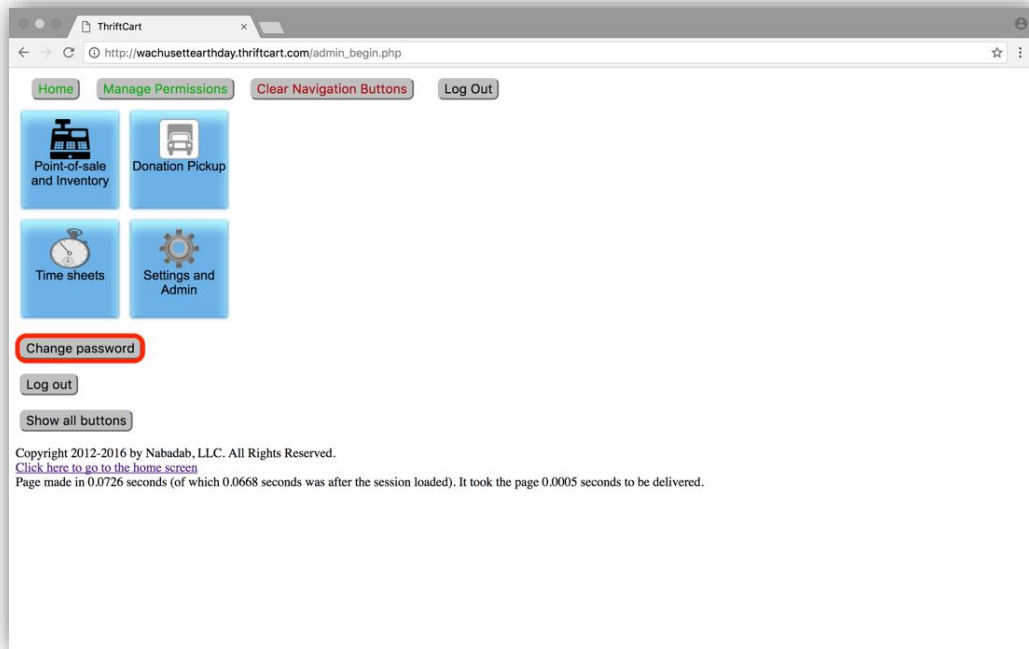 ThriftCart
http://wachusettearthday.thriftcart.com/admin_begin.php
Home Manage Permissions Clear Navigation Buttons Log Out
Point-of-sale
and Inventory
Donation Pickup
Time sheets
Settings and
Admin
Change password
Log out
Show all buttons
Copyright 2012-2016 by Nabadab, LLC. All Rights Reserved.
Click here to go to the home screen
Page made in 0.0726 seconds (of which 0.0668 seconds was after the session loaded). It took the page 0.0005 seconds to be delivered.